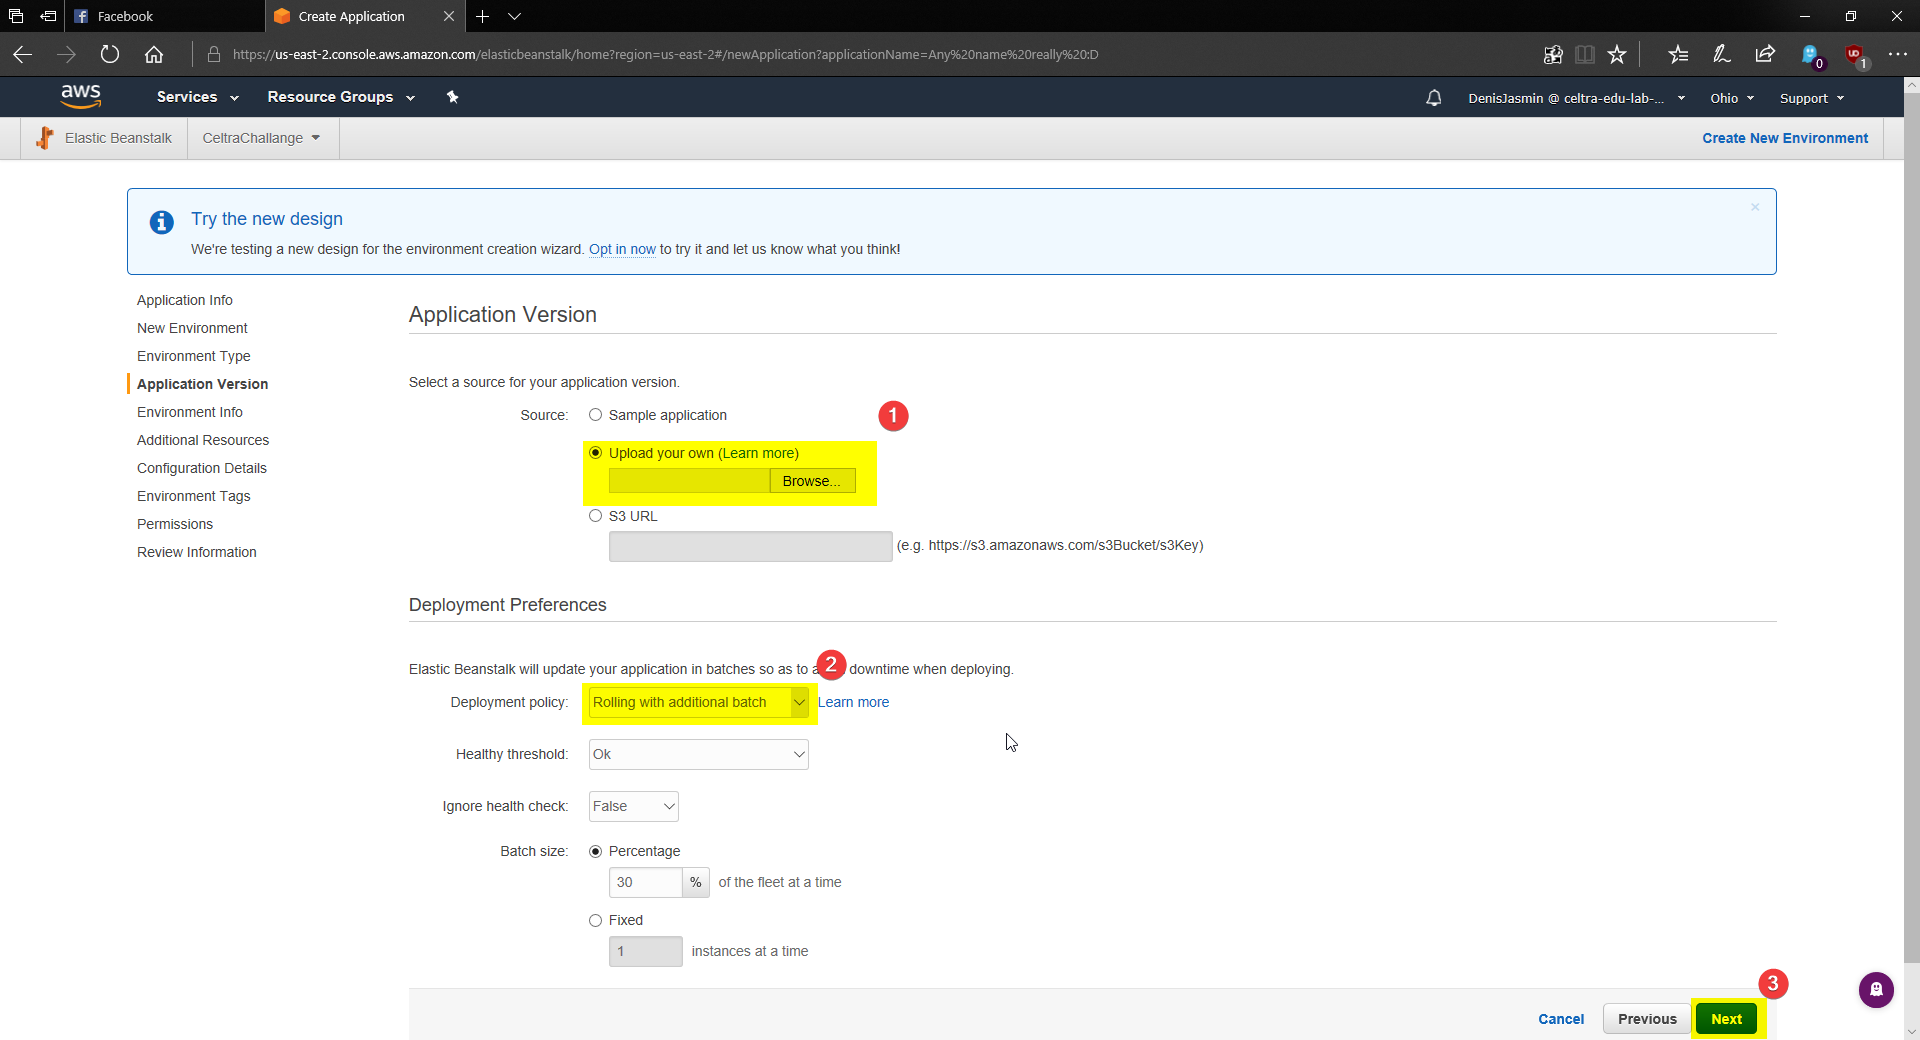 Facebook
Create Application
https://us-east-2.console.aws.amazon.com/elasticbeanstalk/home?region=us-east-2#/newApplication?applicationName=Any%20name%20really%20:D
0
UD
1
aws
Services
Resource Groups
DenisJasmin @ celtra-edu-lab-...
Ohio
Support
Elastic Beanstalk
CeltraChallange
Create New Environment
Try the new design
We're testing a new design for the environment creation wizard. Opt in now to try it and let us know what you think!
Application Info
New Environment
Environment Type
Application Version
Environment Info
Additional Resources
Configuration Details
Environment Tags
Permissions
Review Information
Application Version
Select a source for your application version.
Source:
Sample application
1
Upload your own (Learn more)
Browse...
S3 URL
(e.g. https://s3.amazonaws.com/s3Bucket/s3Key)
Deployment Preferences
Elastic Beanstalk will update your application in batches so as to a downtime when deploying.
2
Deployment policy:
Rolling with additional batch
Learn more
Healthy threshold:
Ok
Ignore health check:
False
Batch size:
Percentage
30 % of the fleet at a time
Fixed
1 instances at a time
3
Cancel
Previous
Next